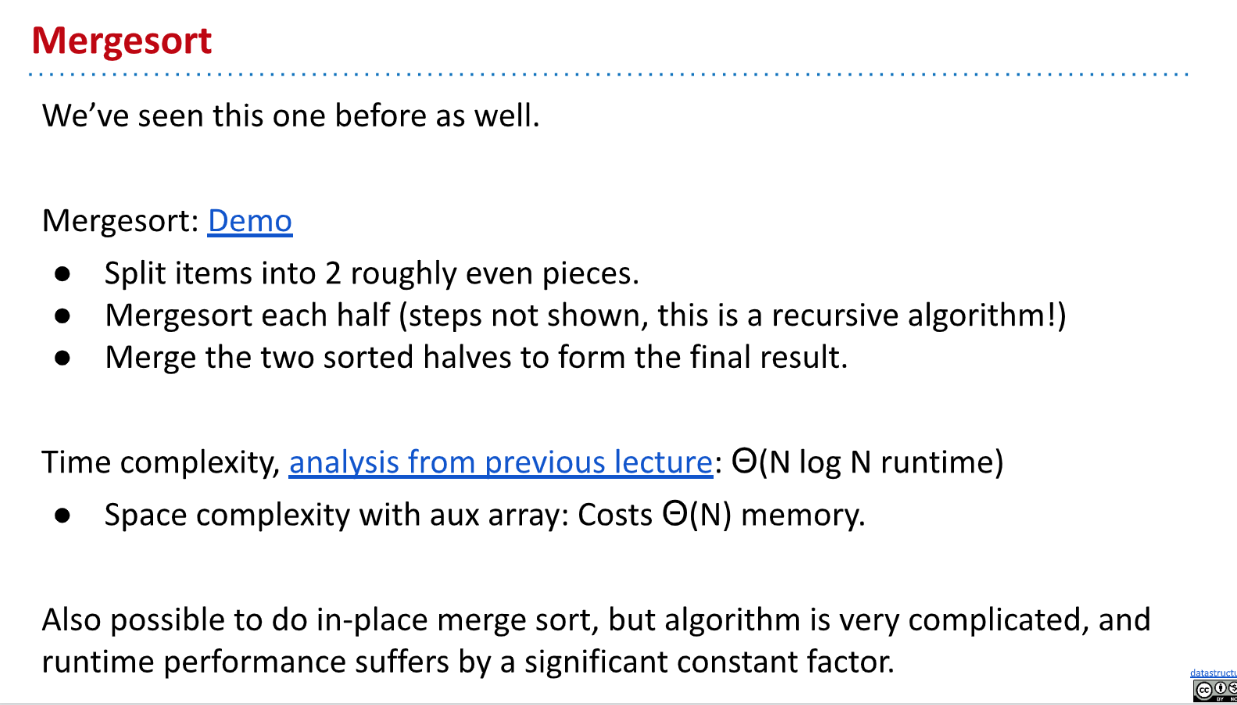 Mergesort
We’ve seen this one before as well.
Mergesort: Demo
● Split items into 2 roughly even pieces.
● Mergesort each half (steps not shown, this is a recursive algorithm!)
● Merge the two sorted halves to form the final result.
Time complexity, analysis from previous lecture: Θ(N log N runtime)
● Space complexity with aux array: Costs Θ(N) memory.
Also possible to do in-place merge sort, but algorithm is very complicated, and
runtime performance suffers by a significant constant factor.
datastructu
cc
BY